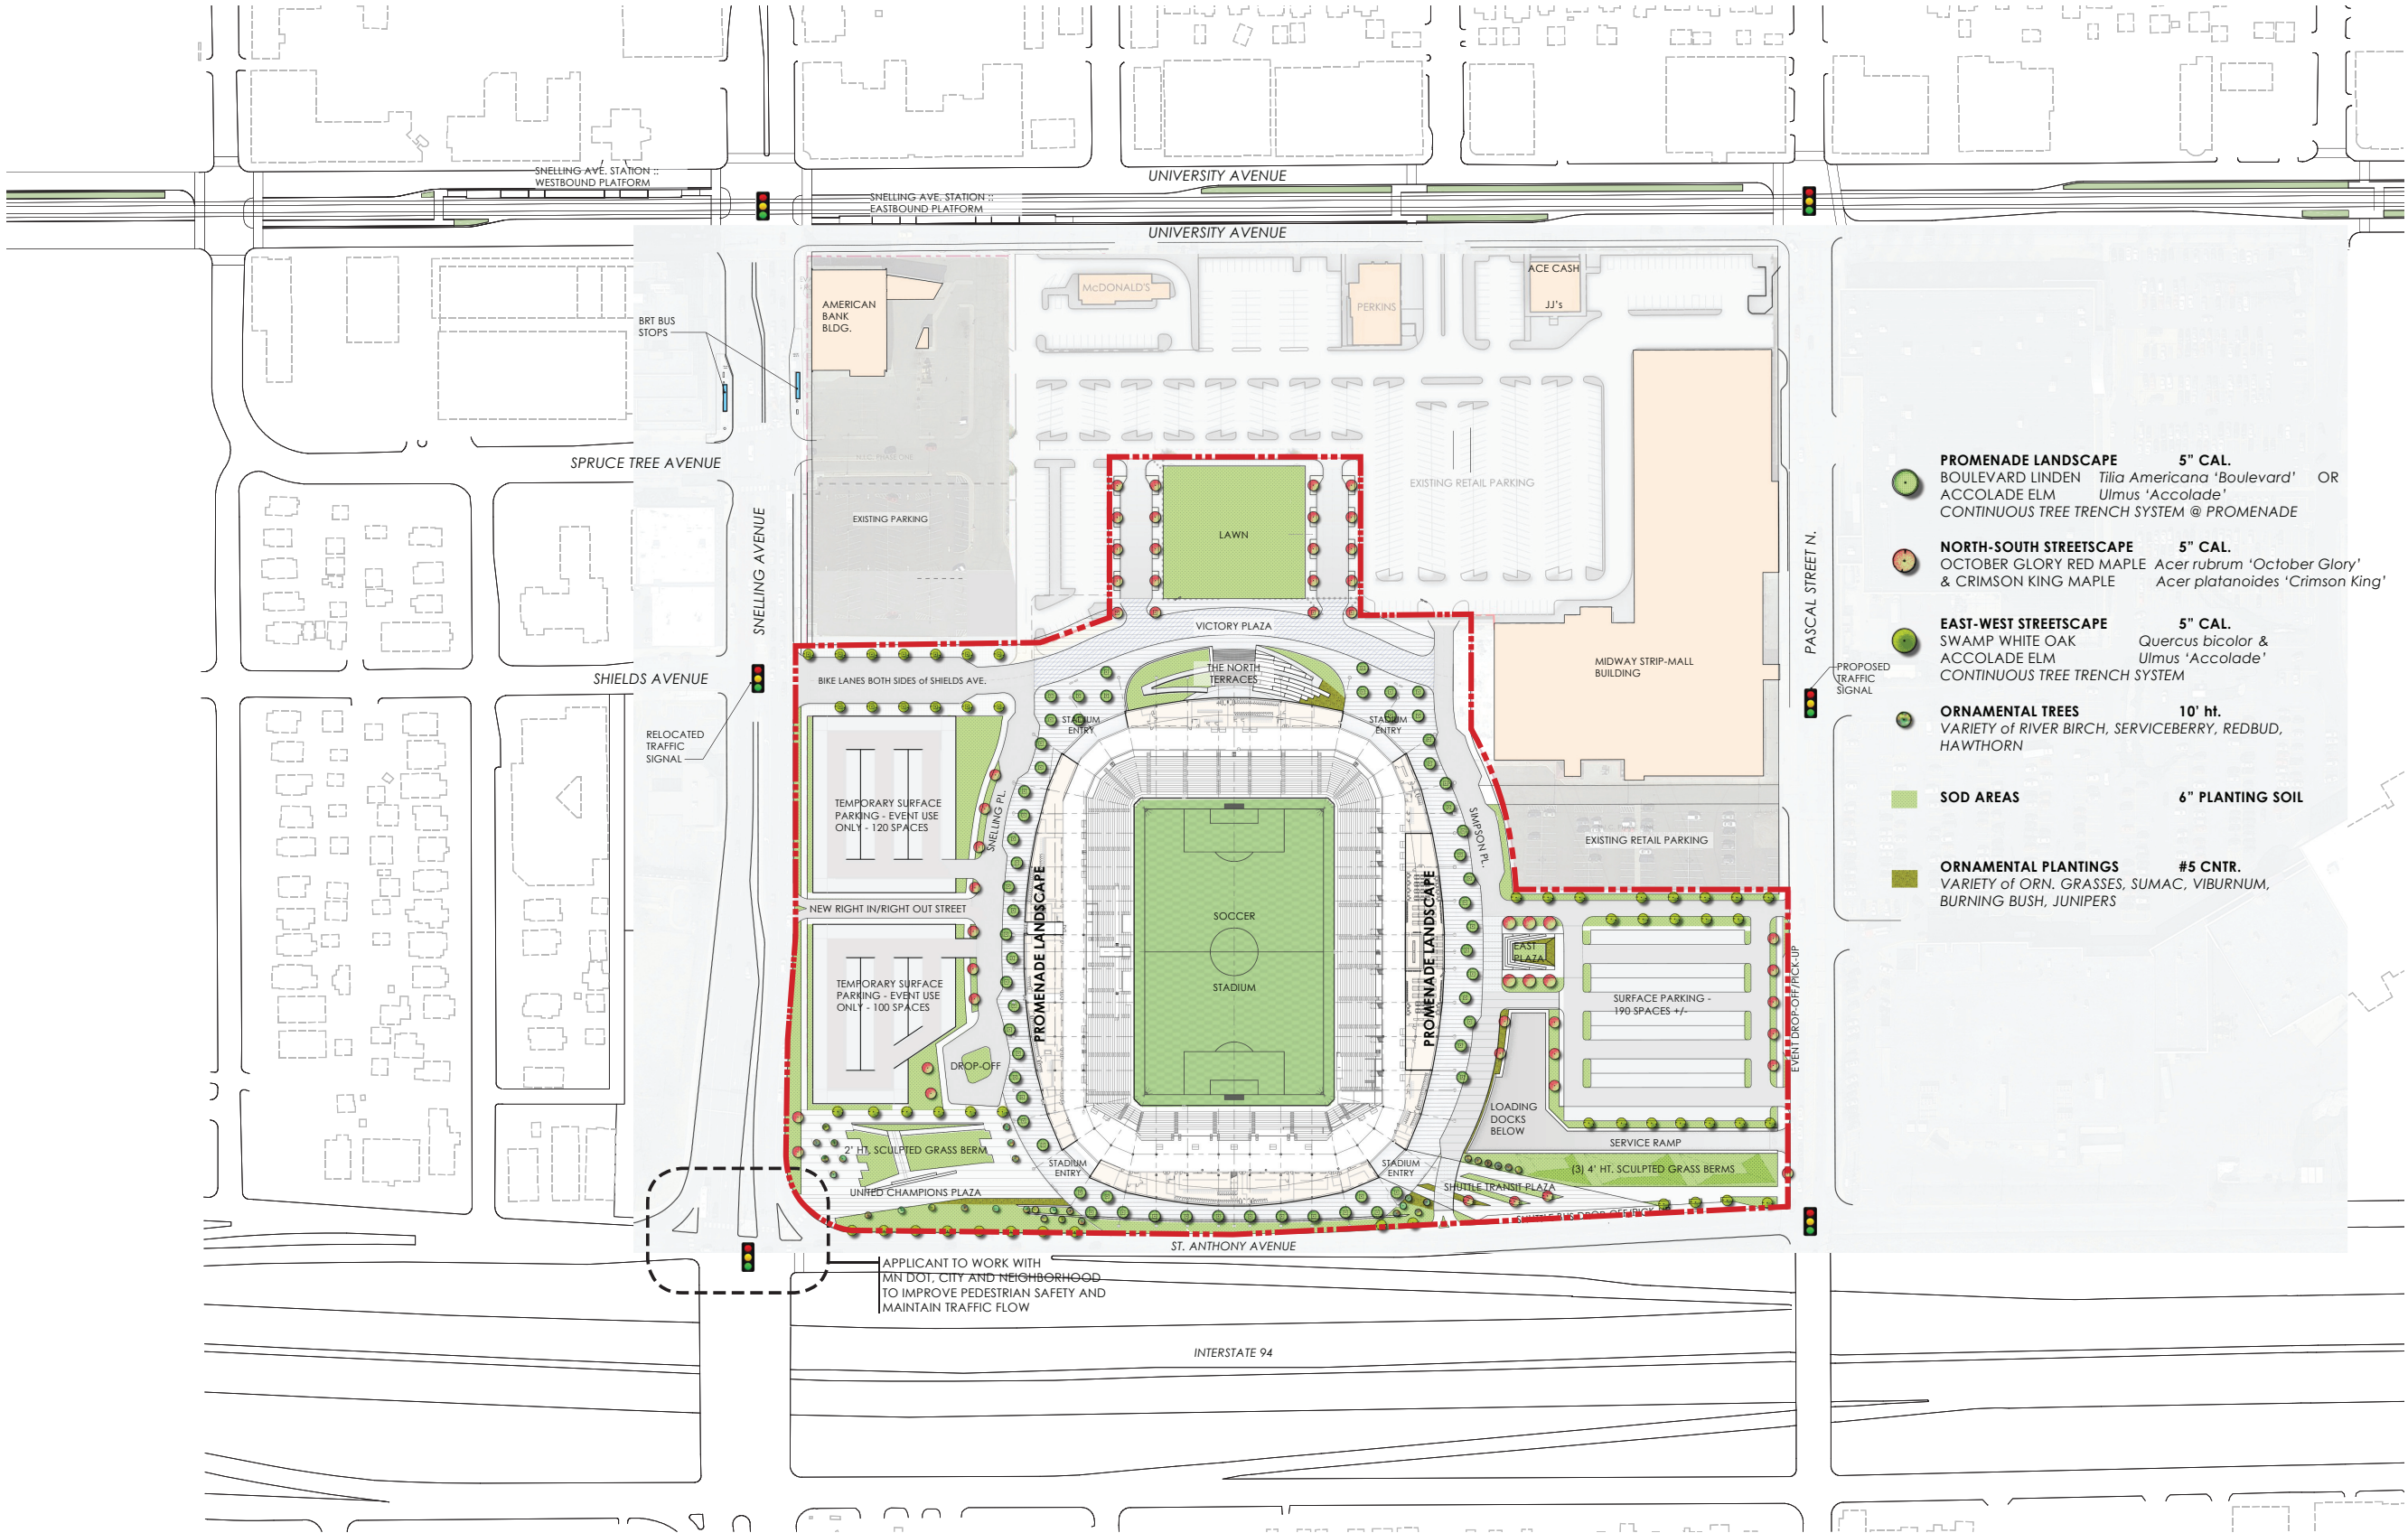 SNELLING AVE. STATION ::
WESTBOUND PLATFORM
UNIVERSITY AVENUE
SNELLING AVE. STATION ::
EASTBOUND PLATFORM
UNIVERSITY AVENUE
AMERICAN
BANK
BLDG.
McDONALD'S
PERKINS
ACE CASH
JJ's
BRT BUS
STOPS
SPRUCE TREE AVENUE
EXISTING PARKING
LAWN
EXISTING RETAIL PARKING
SNELLING AVENUE
PASCAL STREET N.
VICTORY PLAZA
SHIELDS AVENUE
BIKE LANES BOTH SIDES of SHIELDS AVE.
THE NORTH
TERRACES
MIDWAY STRIP-MALL
BUILDING
PROPOSED
TRAFFIC
SIGNAL
RELOCATED
TRAFFIC
SIGNAL
STADIUM
ENTRY
STADIUM
ENTRY
TEMPORARY SURFACE
PARKING - EVENT USE
ONLY - 120 SPACES
SNELLING PL.
SIMPSON PL.
EXISTING RETAIL PARKING
NEW RIGHT IN/RIGHT OUT STREET
PROMENADE LANDSCAPE
SOCCER
STADIUM
PROMENADE LANDSCAPE
EAST
PLAZA
TEMPORARY SURFACE
PARKING - EVENT USE
ONLY - 100 SPACES
SURFACE PARKING -
190 SPACES +/-
EVENT DROP-OFF/PICK-UP
DROP-OFF
LOADING
DOCKS
BELOW
SERVICE RAMP
2' HT. SCULPTED GRASS BERM
STADIUM
ENTRY
STADIUM
ENTRY
(3) 4' HT. SCULPTED GRASS BERMS
UNITED CHAMPIONS PLAZA
SHUTTLE TRANSIT PLAZA
ST. ANTHONY AVENUE
APPLICANT TO WORK WITH
MN DOT, CITY AND NEIGHBORHOOD
TO IMPROVE PEDESTRIAN SAFETY AND
MAINTAIN TRAFFIC FLOW
INTERSTATE 94
PROMENADE LANDSCAPE 5” CAL.
BOULEVARD LINDEN Tilia Americana ‘Boulevard’ OR
ACCOLADE ELM Ulmus ‘Accolade’
CONTINUOUS TREE TRENCH SYSTEM @ PROMENADE
NORTH-SOUTH STREETSCAPE 5” CAL.
OCTOBER GLORY RED MAPLE Acer rubrum ‘October Glory’
& CRIMSON KING MAPLE Acer platanoides ‘Crimson King’
EAST-WEST STREETSCAPE 5” CAL.
SWAMP WHITE OAK Quercus bicolor &
ACCOLADE ELM Ulmus ‘Accolade’
CONTINUOUS TREE TRENCH SYSTEM
ORNAMENTAL TREES 10’ ht.
VARIETY of RIVER BIRCH, SERVICEBERRY, REDBUD,
HAWTHORN
SOD AREAS 6” PLANTING SOIL
ORNAMENTAL PLANTINGS #5 CNTR.
VARIETY of ORN. GRASSES, SUMAC, VIBURNUM,
BURNING BUSH, JUNIPERS